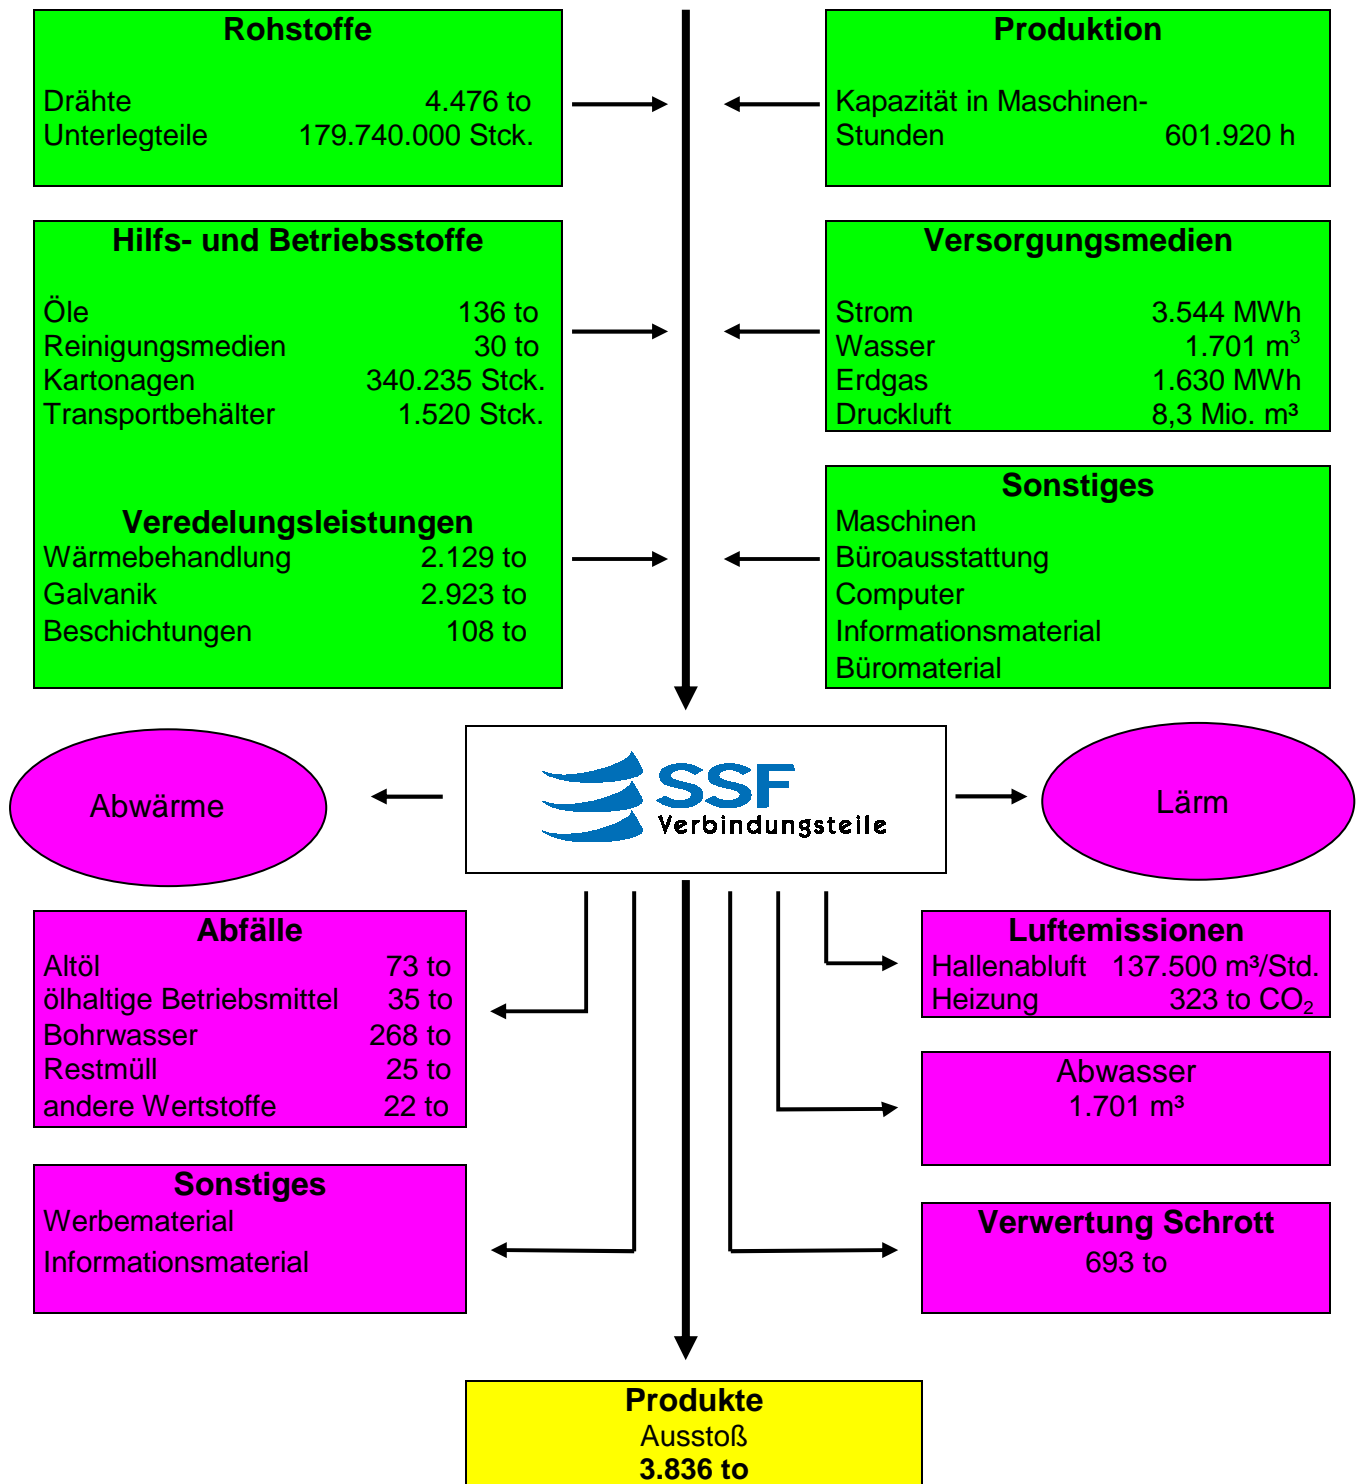 Rohstoffe
Drähte 4.476 to
Unterlegteile 179.740.000 Stck.
Produktion
Kapazität in Maschinen-
Stunden 601.920 h
Hilfs- und Betriebsstoffe
Öle 136 to
Reinigungsmedien 30 to
Kartonagen 340.235 Stck.
Transportbehälter 1.520 Stck.
Veredelungsleistungen
Wärmebehandlung 2.129 to
Galvanik 2.923 to
Beschichtungen 108 to
Versorgungsmedien
Strom 3.544 MWh
Wasser 1.701 m³
Erdgas 1.630 MWh
Druckluft 8,3 Mio. m³
Sonstiges
Maschinen
Büroausstattung
Computer
Informationsmaterial
Büromaterial
Abwärme
SSF
Verbindungsteile
Lärm
Abfälle
Altöl 73 to
ölhaltige Betriebsmittel 35 to
Bohrwasser 268 to
Restmüll 25 to
andere Wertstoffe 22 to
Sonstiges
Werbematerial
Informationsmaterial
Luftemissionen
Hallenabluft 137.500 m³/Std.
Heizung 323 to CO₂
Abwasser
1.701 m³
Verwertung Schrott
693 to
Produkte
Ausstoß
3.836 to